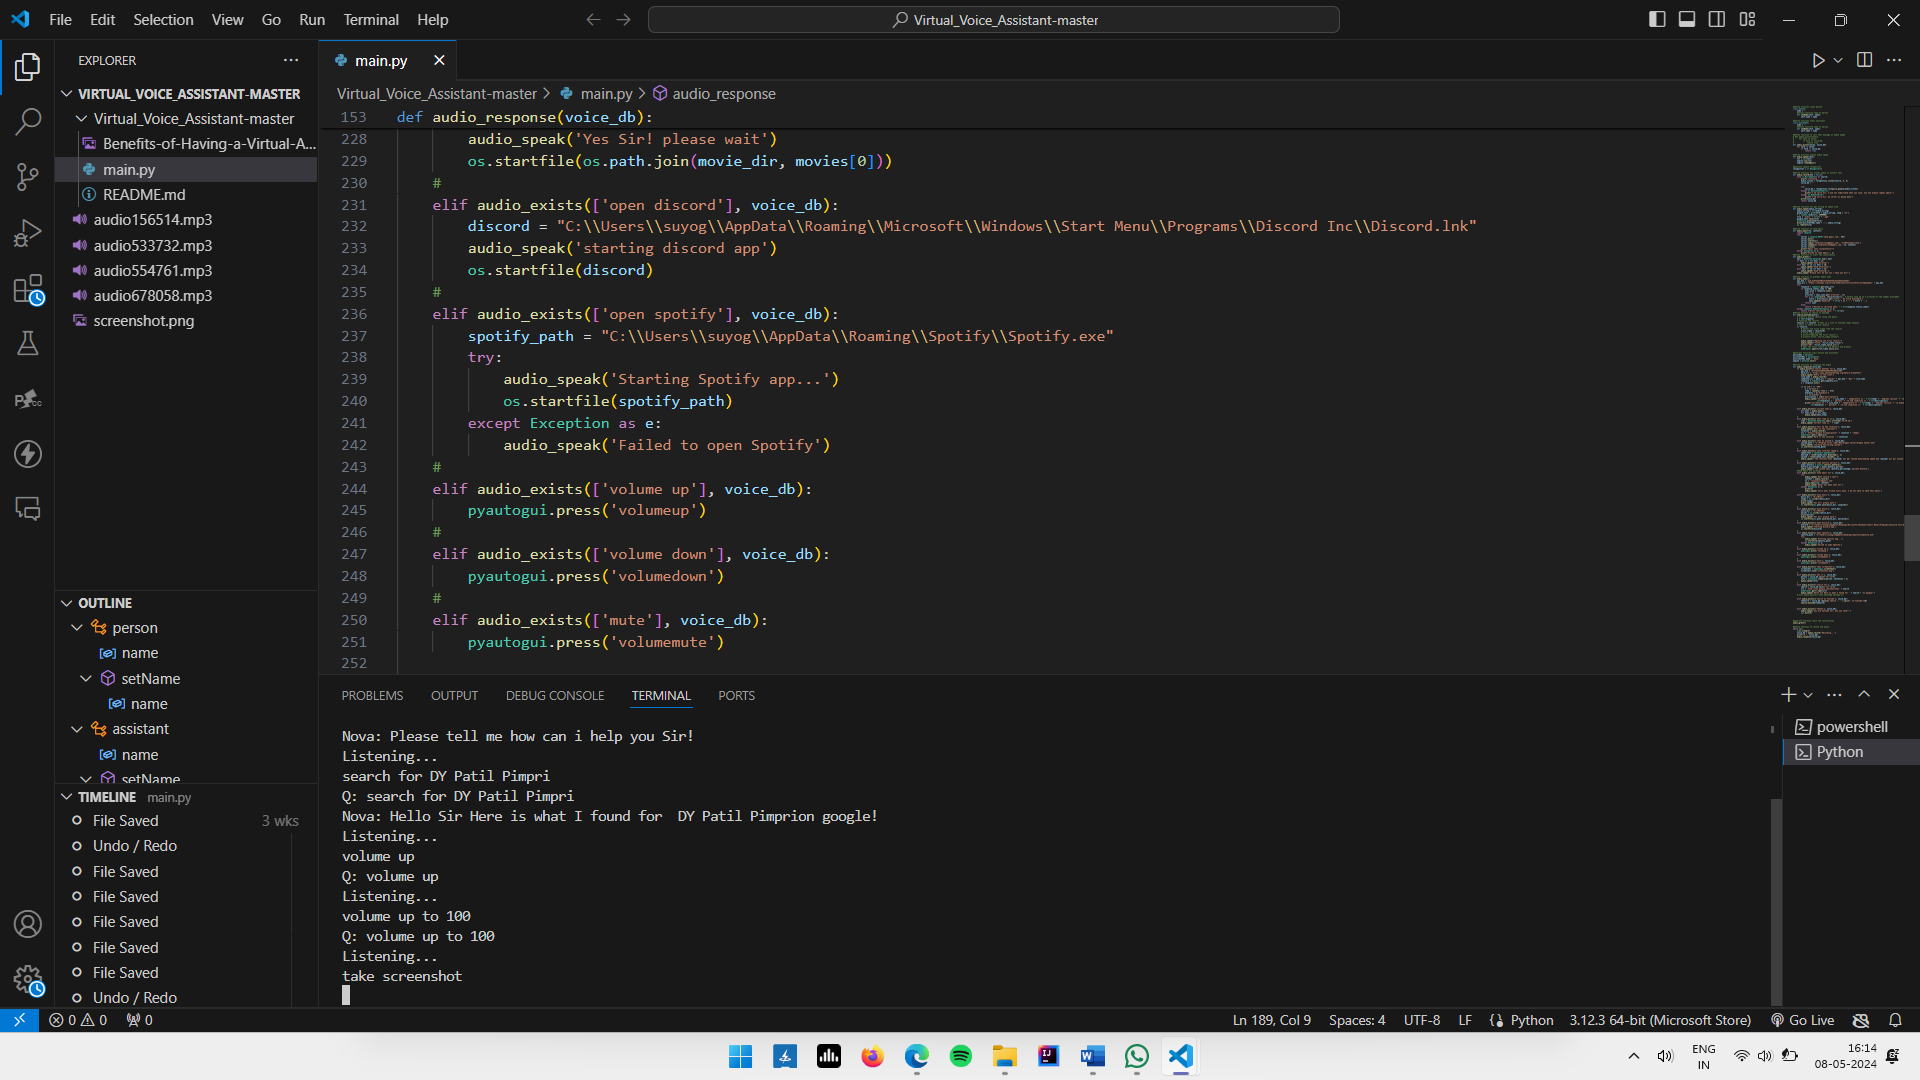 File Edit Selection View Go Run Terminal Help
Virtual_Voice_Assistant-master
EXPLORER
VIRTUAL_VOICE_ASSISTANT-MASTER
Virtual_Voice_Assistant-master
Benefits-of-Having-a-Virtual-A...
main.py
README.md
audio156514.mp3
audio533732.mp3
audio554761.mp3
audio678058.mp3
screenshot.png
OUTLINE
person
name
setName
name
assistant
name
setName
TIMELINE main.py
File Saved 3 wks
Undo / Redo
File Saved
File Saved
File Saved
File Saved
File Saved
Undo / Redo
main.py
Virtual_Voice_Assistant-master > main.py > audio_response
153 def audio_response(voice_db):
228 audio_speak('Yes Sir! please wait')
229 os.startfile(os.path.join(movie_dir, movies[0]))
230 #
231 elif audio_exists(['open discord'], voice_db):
232 discord = "C:\\Users\\suyog\\AppData\\Roaming\\Microsoft\\Windows\\Start Menu\\Programs\\Discord Inc\\Discord.lnk"
233 audio_speak('starting discord app')
234 os.startfile(discord)
235 #
236 elif audio_exists(['open spotify'], voice_db):
237 spotify_path = "C:\\Users\\suyog\\AppData\\Roaming\\Spotify\\Spotify.exe"
238 try:
239 audio_speak('Starting Spotify app...')
240 os.startfile(spotify_path)
241 except Exception as e:
242 audio_speak('Failed to open Spotify')
243 #
244 elif audio_exists(['volume up'], voice_db):
245 pyautogui.press('volumeup')
246 #
247 elif audio_exists(['volume down'], voice_db):
248 pyautogui.press('volumedown')
249 #
250 elif audio_exists(['mute'], voice_db):
251 pyautogui.press('volumemute')
252
PROBLEMS OUTPUT DEBUG CONSOLE TERMINAL PORTS
Nova: Please tell me how can i help you Sir!
Listening...
search for DY Patil Pimpri
Q: search for DY Patil Pimpri
Nova: Hello Sir Here is what I found for  DY Patil Pimprion google!
Listening...
volume up
Q: volume up
Listening...
volume up to 100
Q: volume up to 100
Listening...
take screenshot
powershell
Python
0 0 0
Ln 189, Col 9 Spaces: 4 UTF-8 LF Python 3.12.3 64-bit (Microsoft Store) Go Live
ENG
IN
16:14
08-05-2024